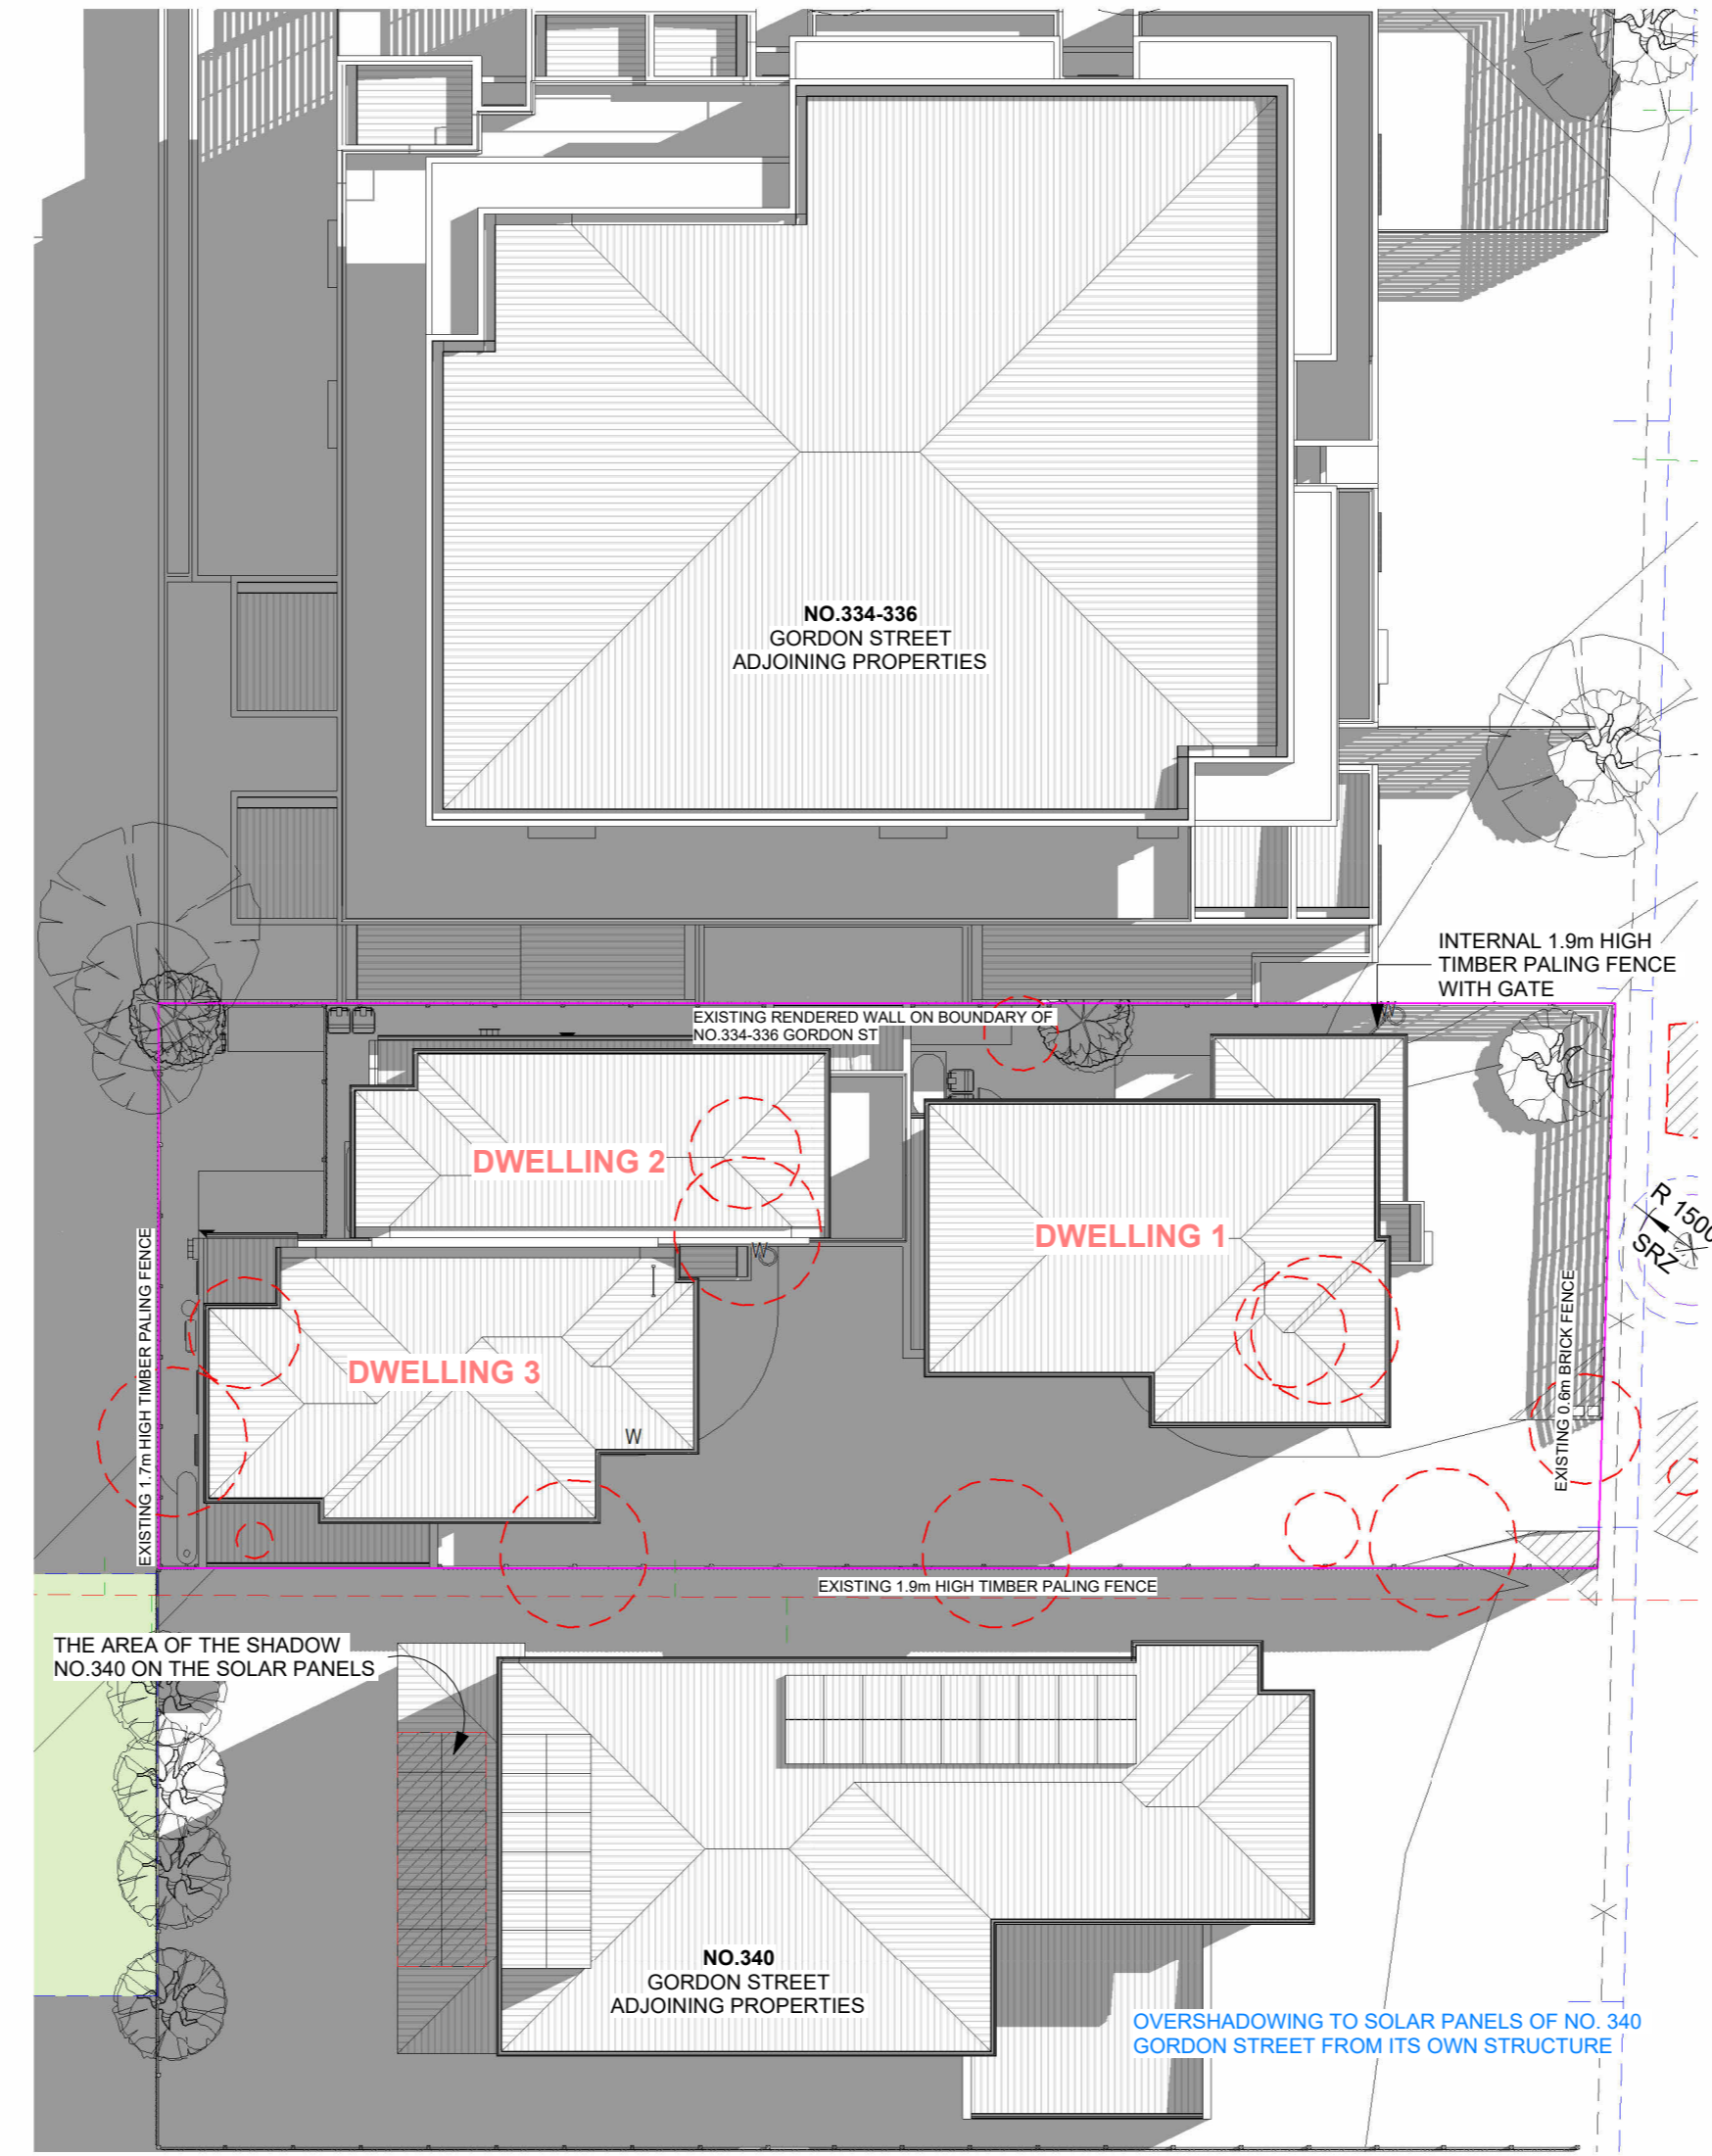 NO.334-336
GORDON STREET
ADJOINING PROPERTIES
INTERNAL 1.9m HIGH
TIMBER PALING FENCE
WITH GATE
EXISTING RENDERED WALL ON BOUNDARY OF
NO.334-336 GORDON ST
DWELLING 2
DWELLING 1
R 1500
SRZ
W
EXISTING 1.7m HIGH TIMBER PALING FENCE
DWELLING 3
W
EXISTING 0.6m BRICK FENCE
EXISTING 1.9m HIGH TIMBER PALING FENCE
THE AREA OF THE SHADOW
NO.340 ON THE SOLAR PANELS
NO.340
GORDON STREET
ADJOINING PROPERTIES
OVERSHADOWING TO SOLAR PANELS OF NO. 340
GORDON STREET FROM ITS OWN STRUCTURE